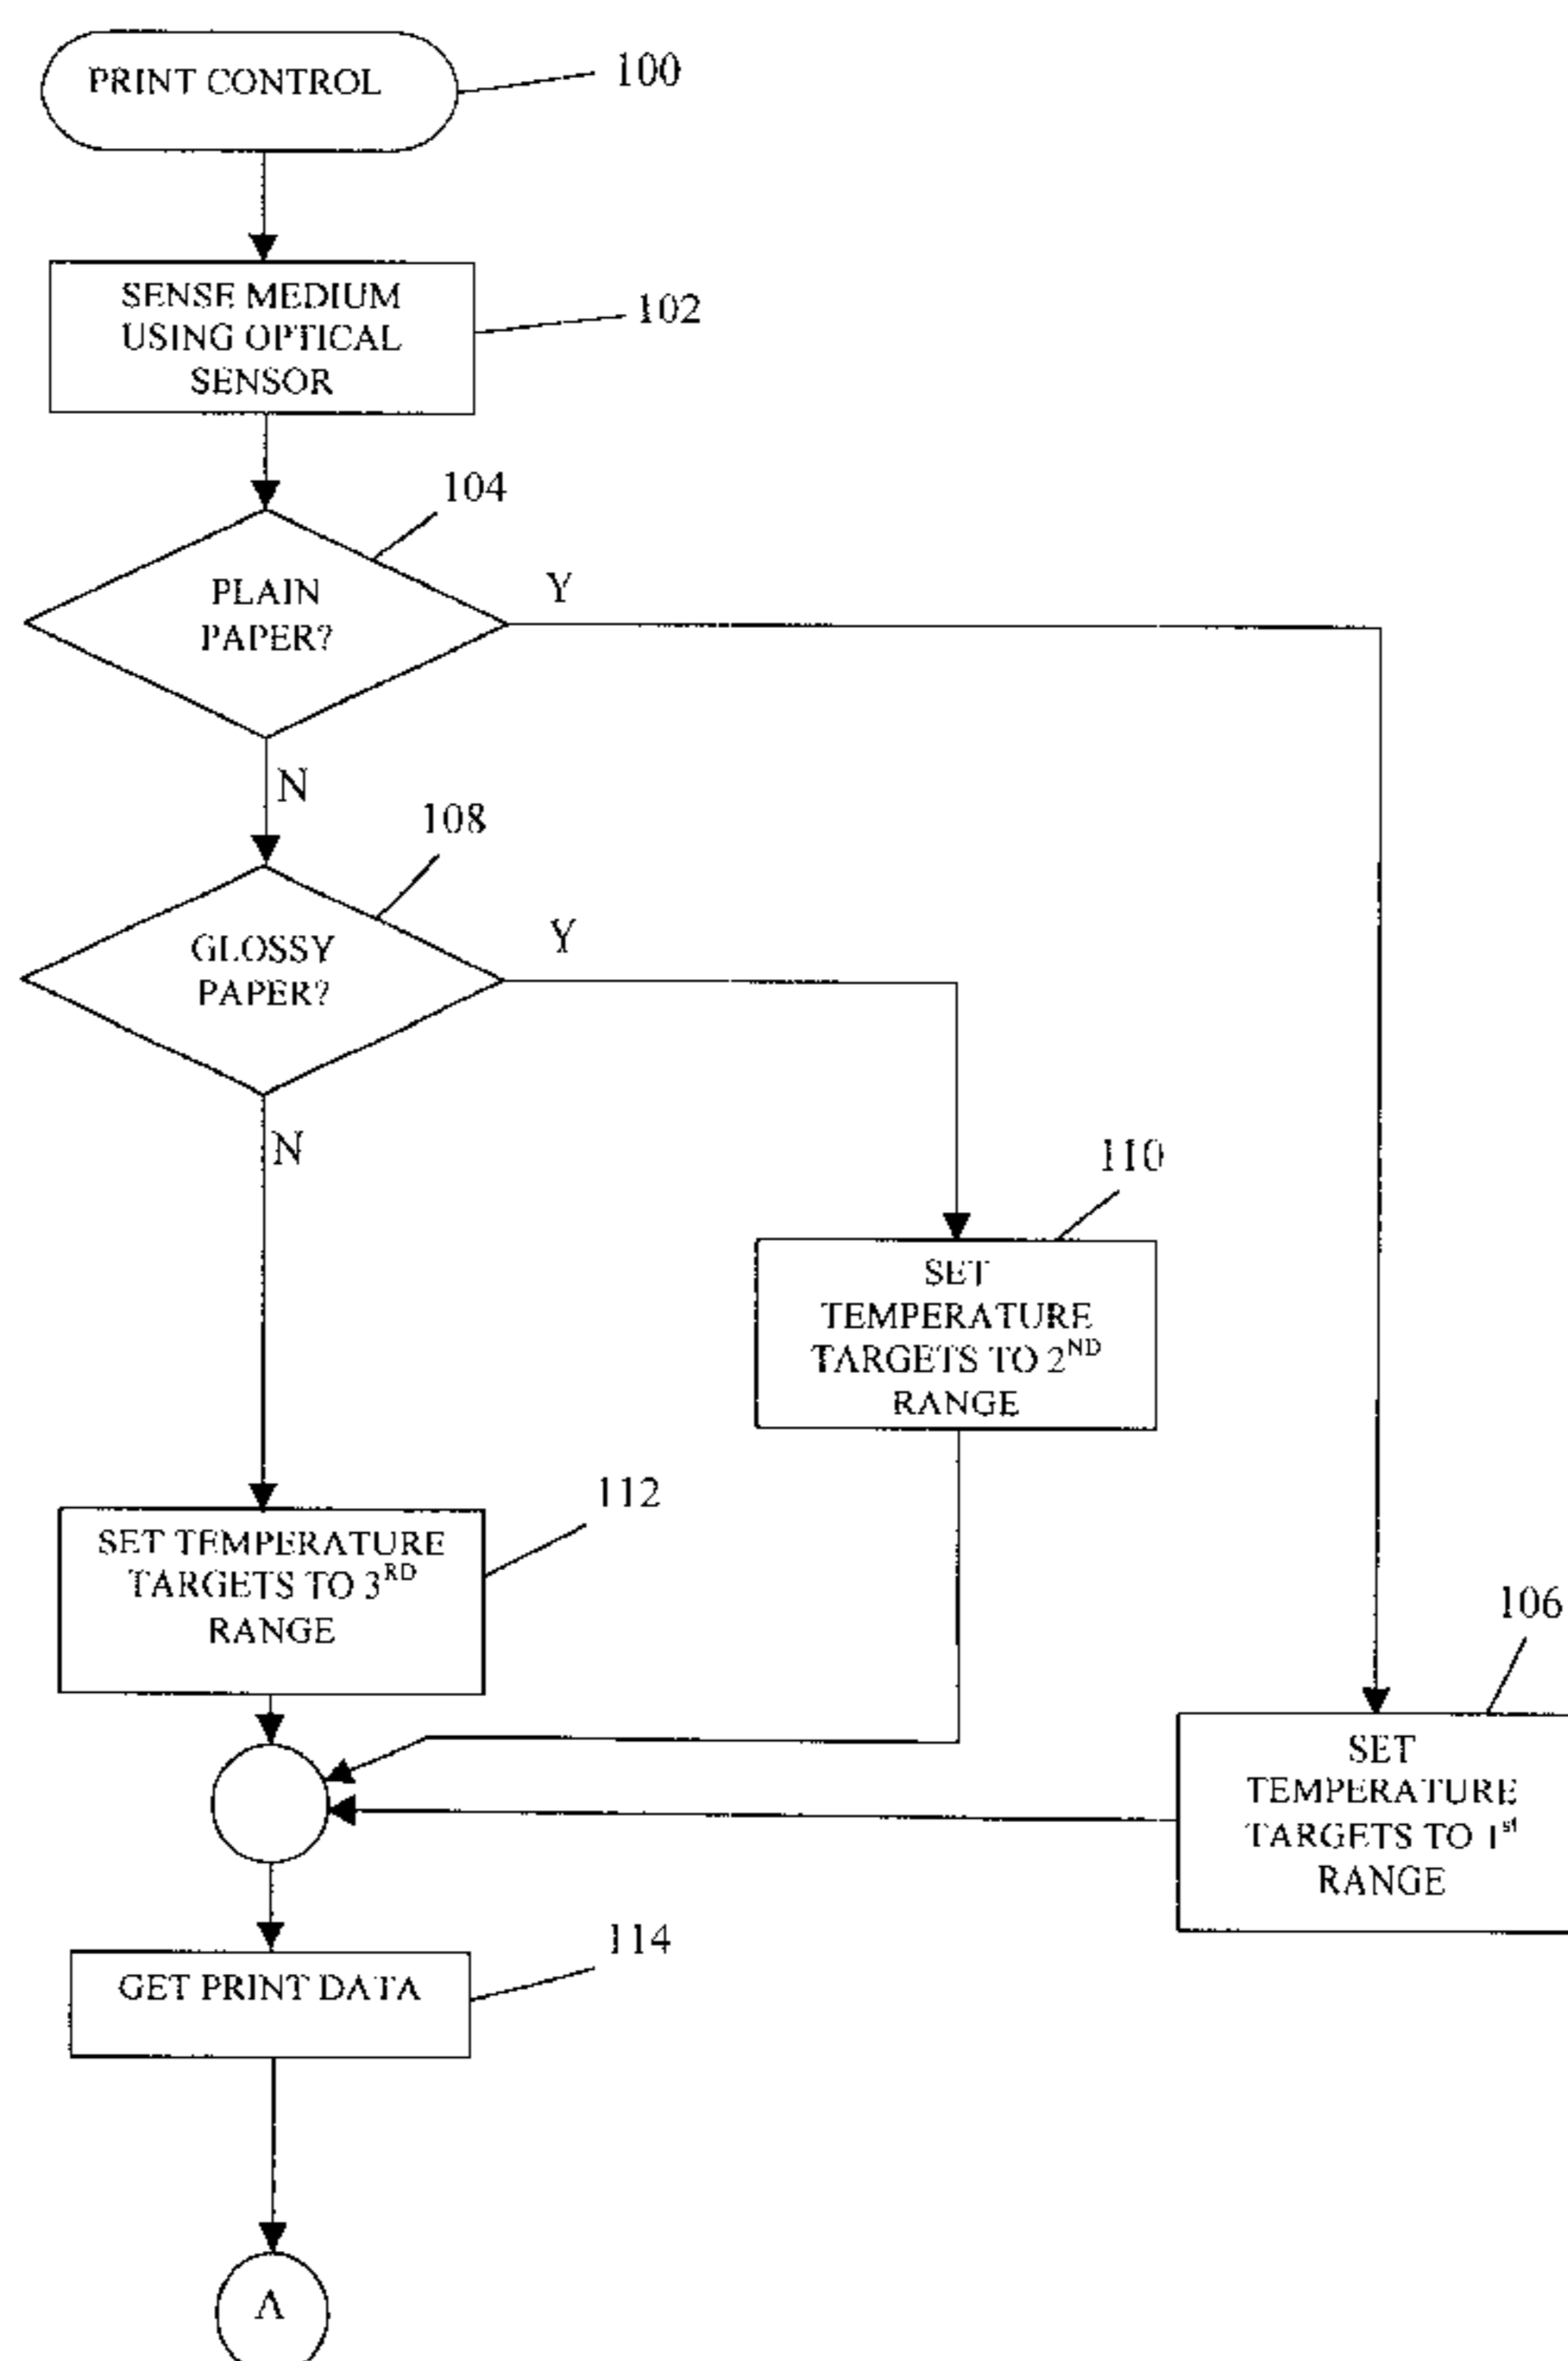 PRINT CONTROL
100
SENSE MEDIUM
USING OPTICAL
SENSOR
102
104
PLAIN
PAPER?
Y
N
108
GLOSSY
PAPER?
Y
N
110
SET
TEMPERATURE
TARGETS TO 2ND
RANGE
112
SET TEMPERATURE
TARGETS TO 3RD
RANGE
106
SET
TEMPERATURE
TARGETS TO 1st
RANGE
114
GET PRINT DATA
A